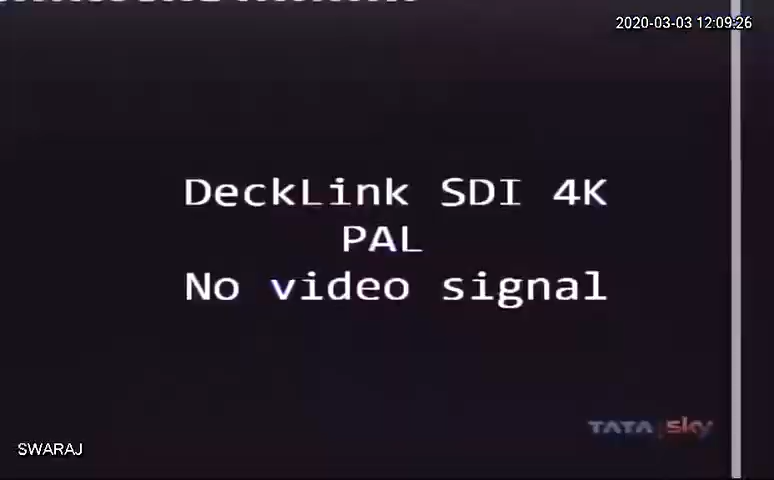 2020-03-03 12:09:26
DeckLink SDI 4K
PAL
No video signal
TATA sky
SWARAJ